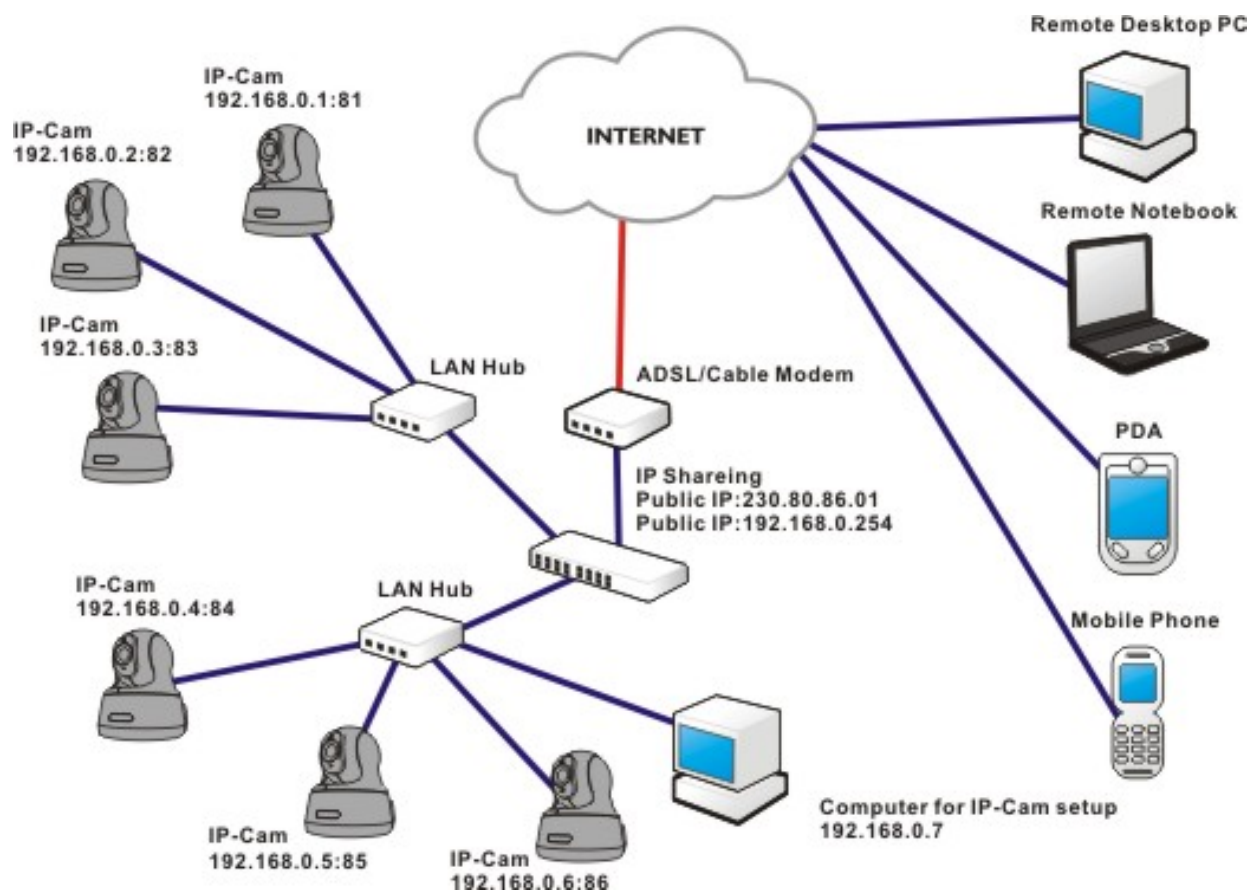 Remote Desktop PC
IP-Cam
192.168.0.1:81
IP-Cam
192.168.0.2:82
INTERNET
Remote Notebook
IP-Cam
192.168.0.3:83
LAN Hub
ADSL/Cable Modem
PDA
IP Shareing
Public IP:230.80.86.01
Public IP:192.168.0.254
IP-Cam
192.168.0.4:84
LAN Hub
Mobile Phone
IP-Cam
192.168.0.5:85
IP-Cam
192.168.0.6:86
Computer for IP-Cam setup
192.168.0.7